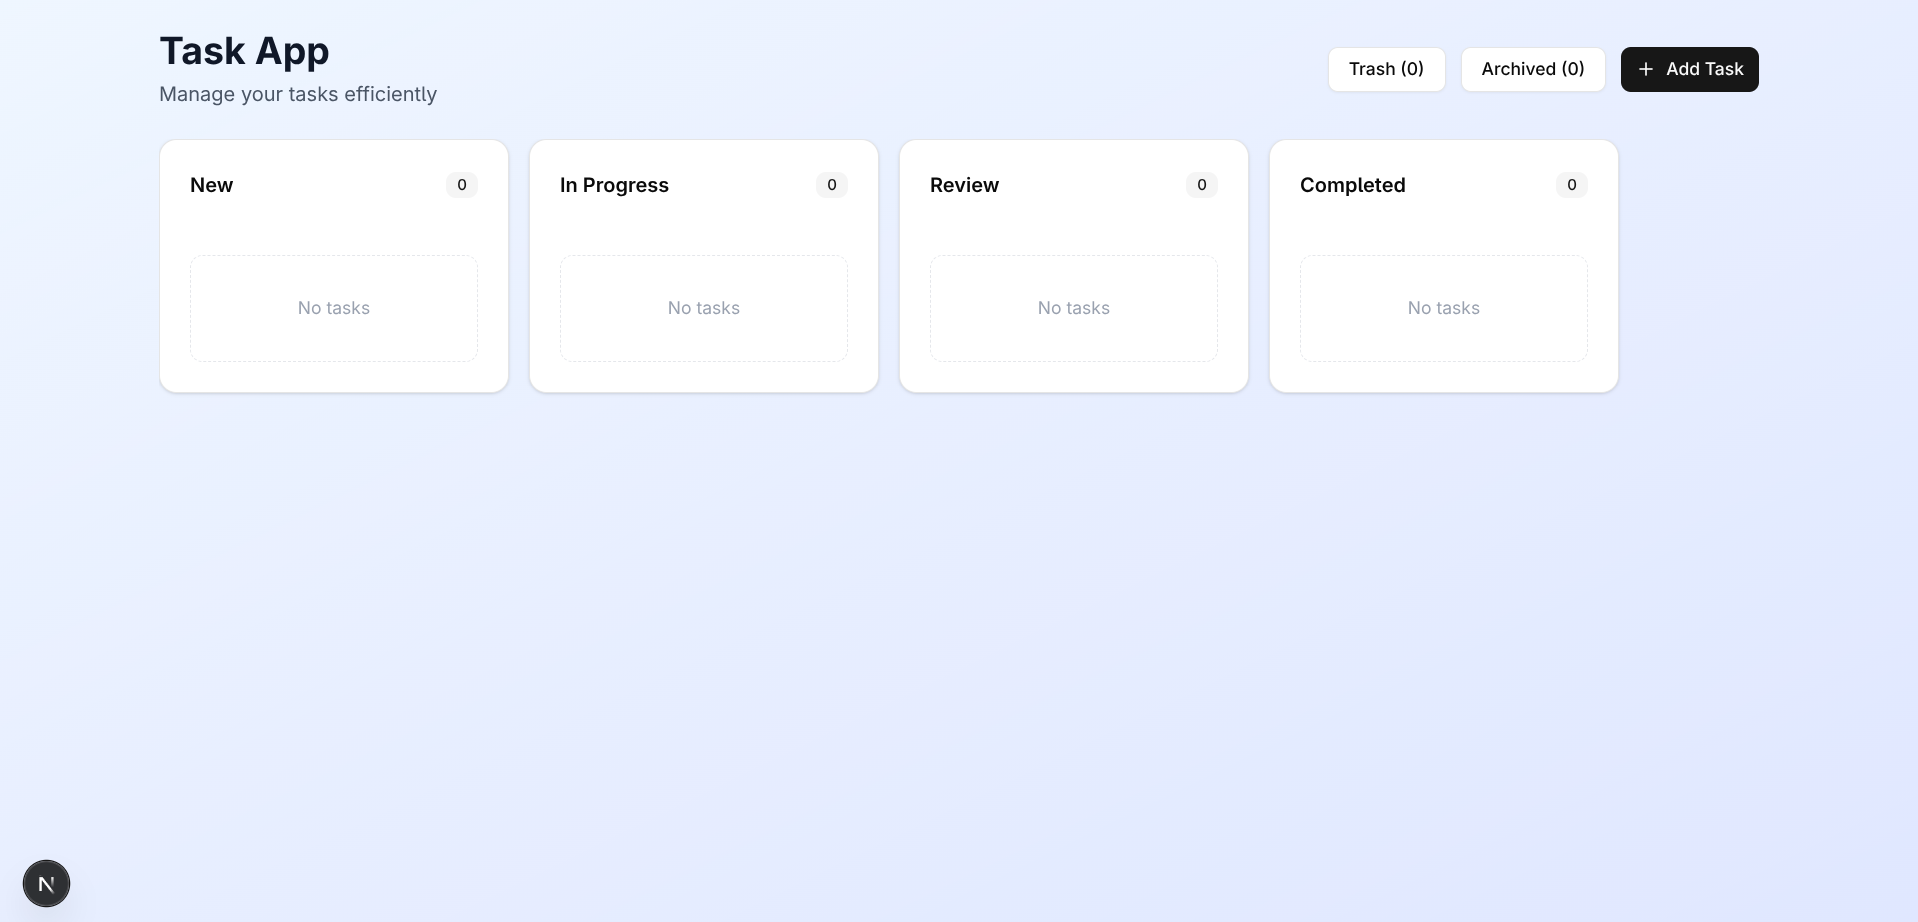 Task App
Manage your tasks efficiently
Trash (0)
Archived (0)
+ Add Task
New
0
In Progress
0
Review
0
Completed
0
No tasks
No tasks
No tasks
No tasks
N